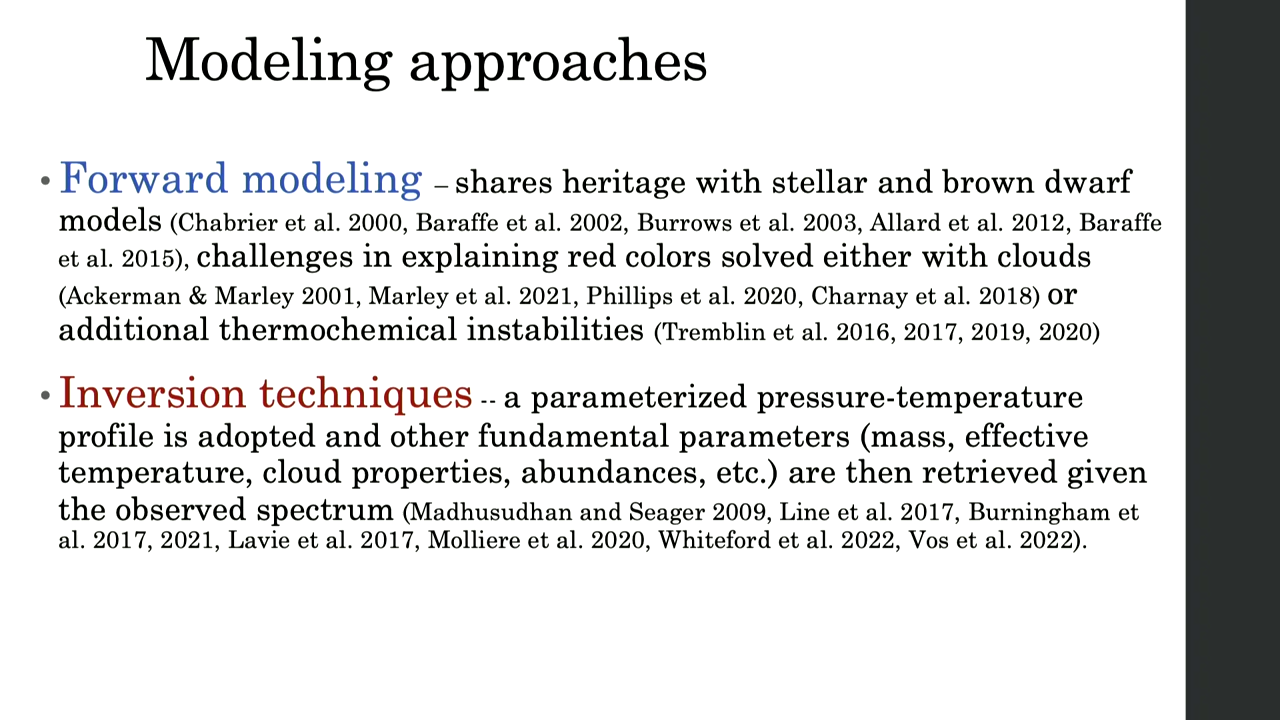 Modeling approaches
• Forward modeling – shares heritage with stellar and brown dwarf
models (Chabrier et al. 2000, Baraffe et al. 2002, Burrows et al. 2003, Allard et al. 2012, Baraffe
et al. 2015), challenges in explaining red colors solved either with clouds
(Ackerman & Marley 2001, Marley et al. 2021, Phillips et al. 2020, Charnay et al. 2018) or
additional thermochemical instabilities (Tremblin et al. 2016, 2017, 2019, 2020)
• Inversion techniques -- a parameterized pressure-temperature
profile is adopted and other fundamental parameters (mass, effective
temperature, cloud properties, abundances, etc.) are then retrieved given
the observed spectrum (Madhusudhan and Seager 2009, Line et al. 2017, Burningham et
al. 2017, 2021, Lavie et al. 2017, Molliere et al. 2020, Whiteford et al. 2022, Vos et al. 2022).